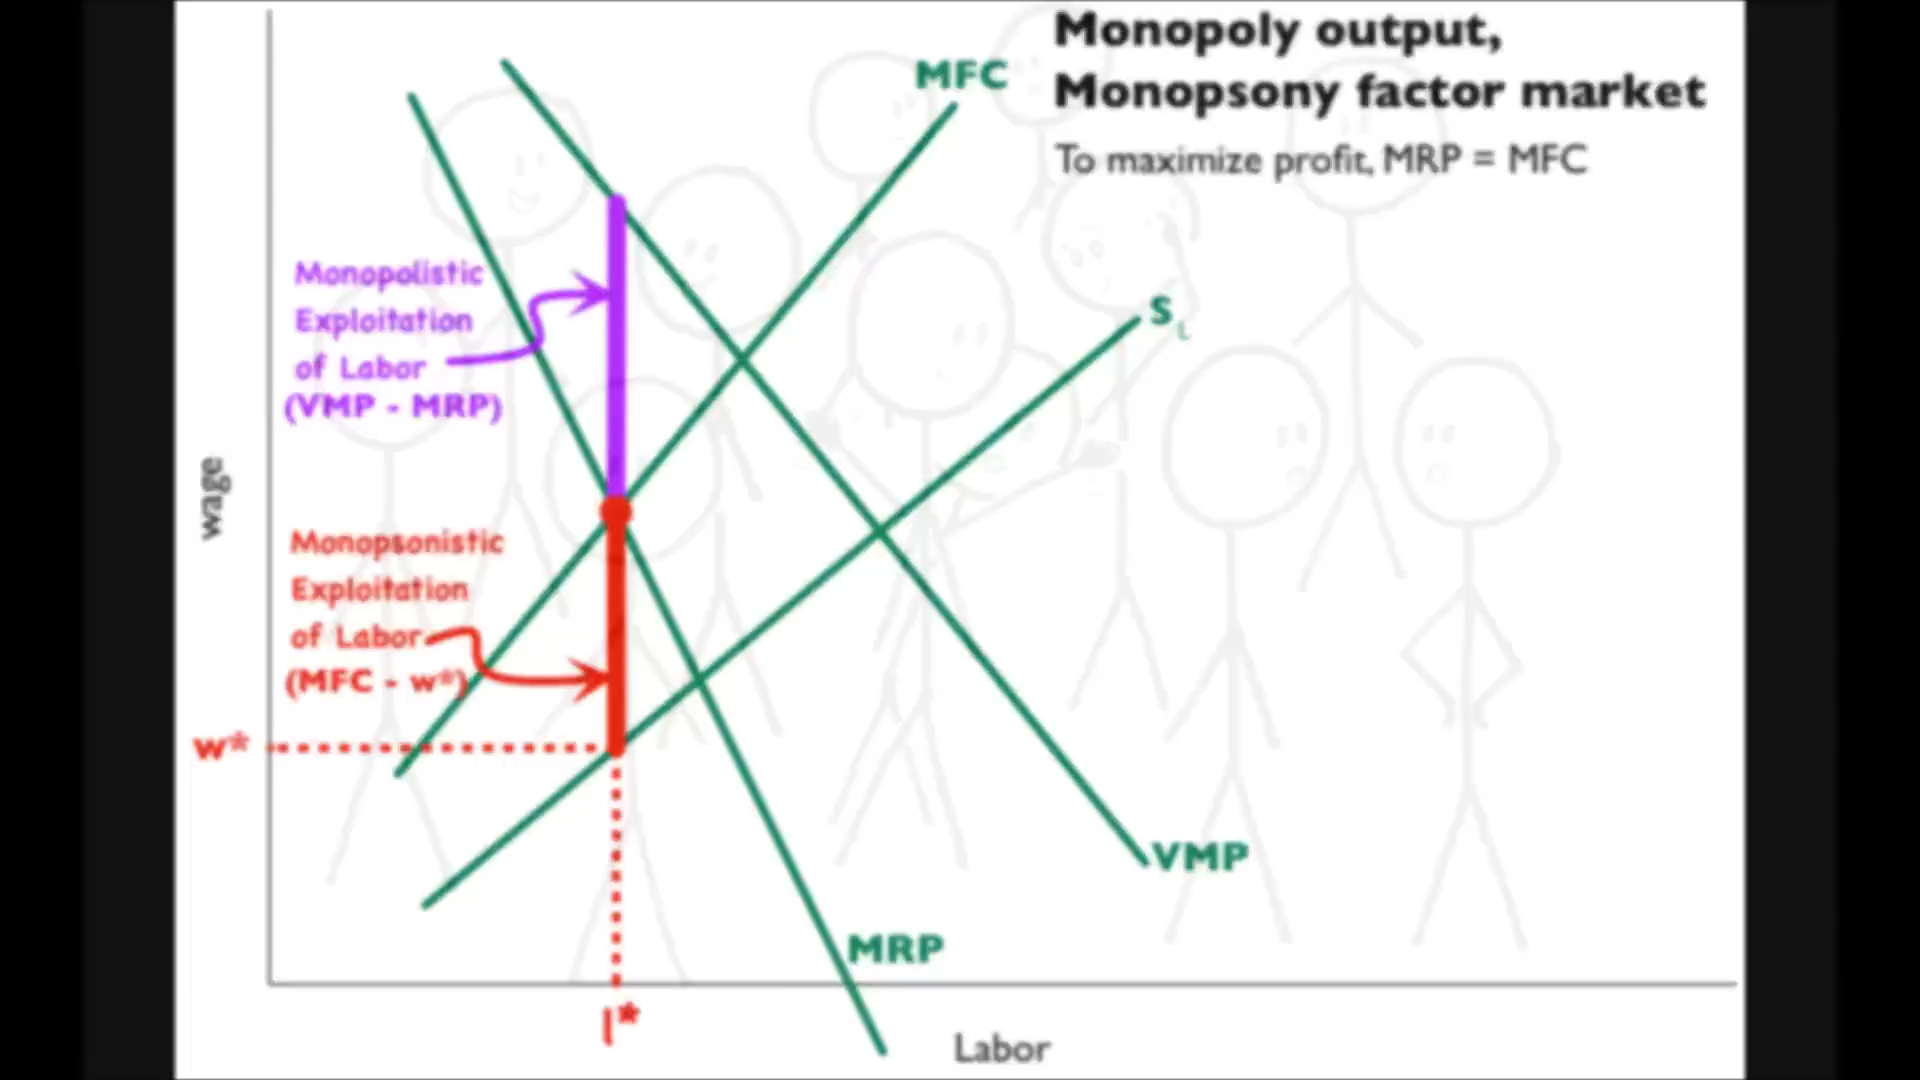 Monopoly output,
Monopsony factor market
To maximize profit, MRP = MFC
MFC
S
L
Monopolistic
Exploitation
of Labor
(VMP - MRP)
wage
Monopsonistic
Exploitation
of Labor
(MFC - w*)
w*
VMP
MRP
l*
Labor